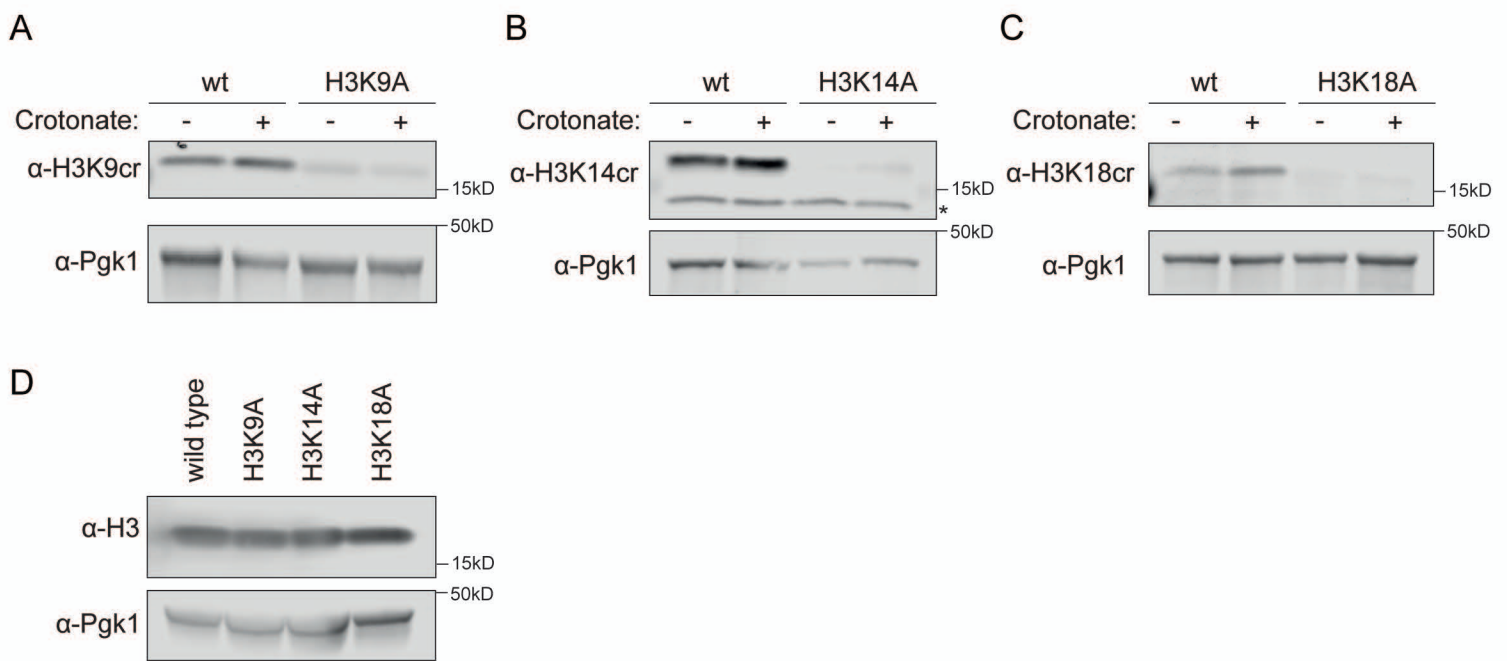 A
wt H3K9A
Crotonate: - + - +
α-H3K9cr
15kD
50kD
α-Pgk1
B
wt H3K14A
Crotonate: - + - +
α-H3K14cr
15kD
*
50kD
α-Pgk1
C
wt H3K18A
Crotonate: - + - +
α-H3K18cr
15kD
50kD
α-Pgk1
D
wild type H3K9A H3K14A H3K18A
α-H3
15kD
50kD
α-Pgk1